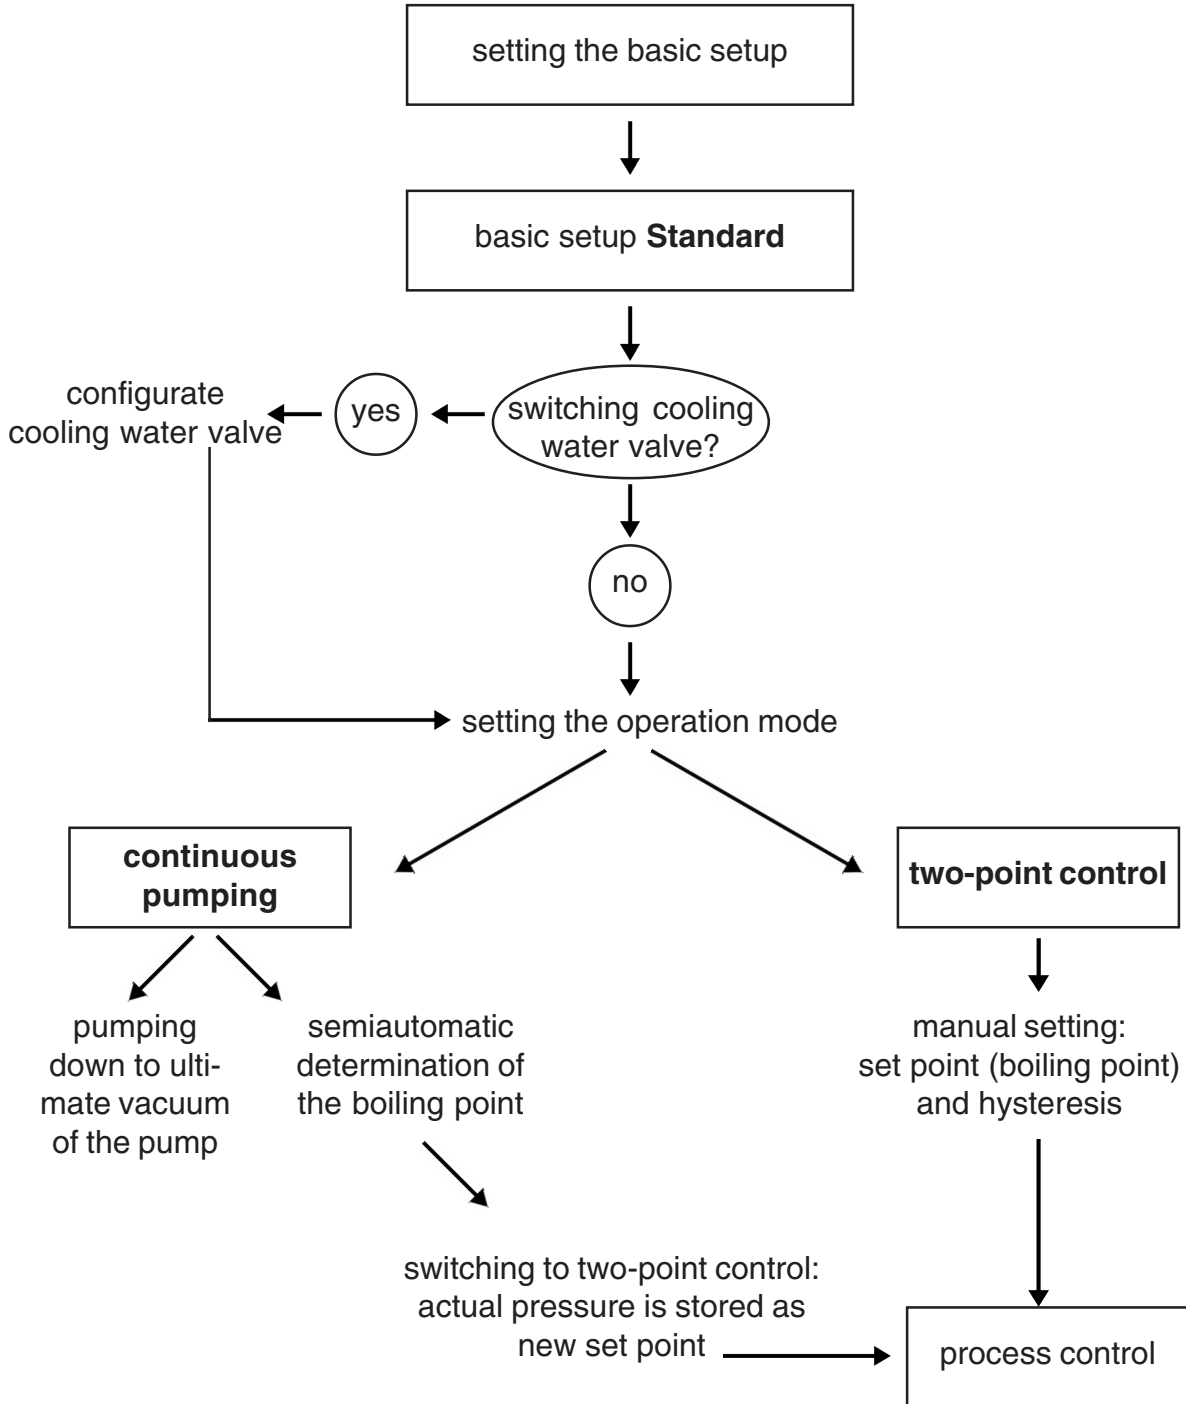 setting the basic setup
basic setup Standard
switching cooling
water valve?
yes
configurate
cooling water valve
no
setting the operation mode
continuous
pumping
two-point control
pumping
down to ulti-
mate vacuum
of the pump
semiautomatic
determination of
the boiling point
manual setting:
set point (boiling point)
and hysteresis
switching to two-point control:
actual pressure is stored as
new set point
process control